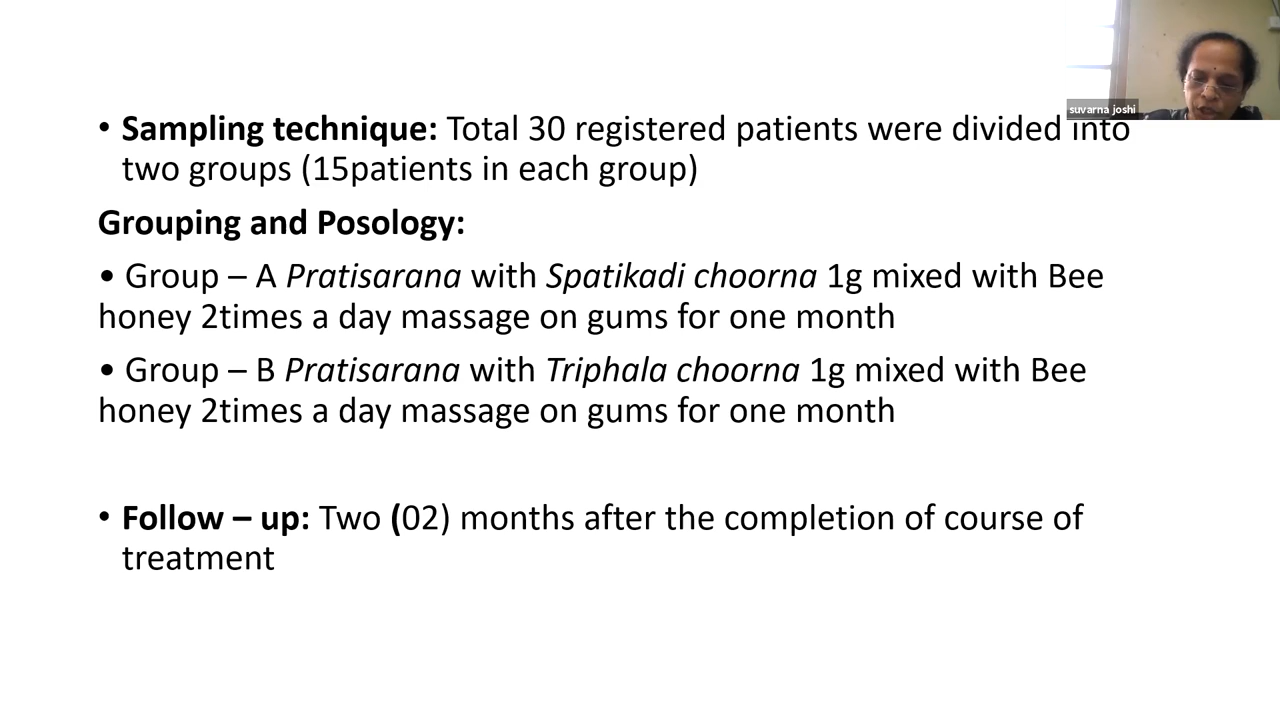 suvarna joshi
• Sampling technique: Total 30 registered patients were divided into
two groups (15patients in each group)
Grouping and Posology:
• Group – A Pratisarana with Spatikadi choorna 1g mixed with Bee
honey 2times a day massage on gums for one month
• Group – B Pratisarana with Triphala choorna 1g mixed with Bee
honey 2times a day massage on gums for one month
• Follow – up: Two (02) months after the completion of course of
treatment